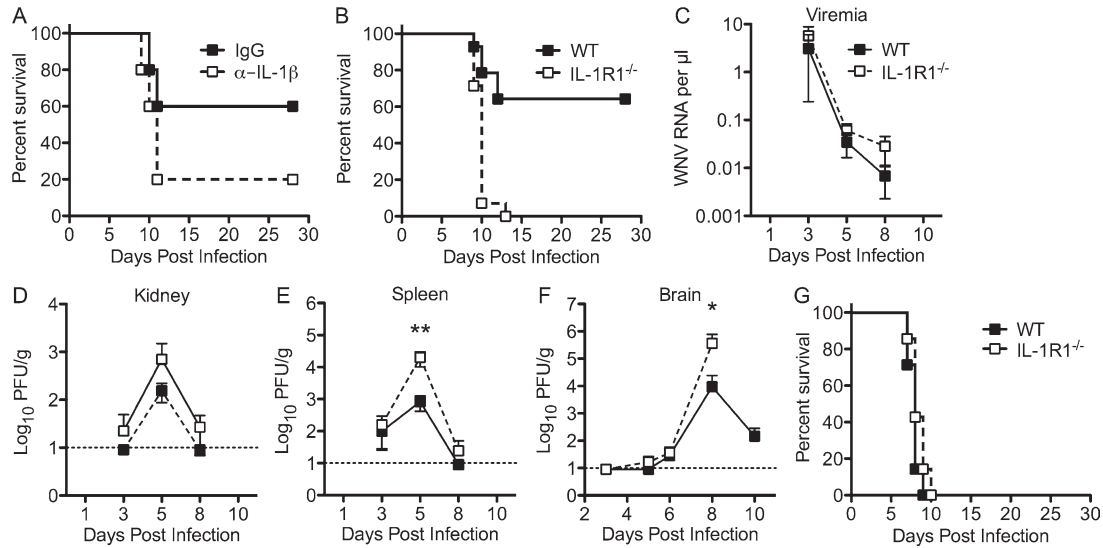 A
Percent survival
100
80
60
40
20
0
0 5 10 15 20 25 30
Days Post Infection
IgG
α–IL-1β
B
Percent survival
100
80
60
40
20
0
0 5 10 15 20 25 30
Days Post Infection
WT
IL-1R1-/-
C
Viremia
WNV RNA per µl
10
1
0.1
0.01
0.001
1 3 5 8 10
Days Post Infection
WT
IL-1R1-/-
D
Kidney
Log10 PFU/g
4
3
2
1
0
1 3 5 8 10
Days Post Infection
E
Spleen
Log10 PFU/g
6
5
4
3
2
1
0
**
1 3 5 8 10
Days Post Infection
F
Brain
Log10 PFU/g
7
6
5
4
3
2
1
0
*
2 4 6 8 10
Days Post Infection
G
Percent survival
100
80
60
40
20
0
0 5 10 15 20 25 30
Days Post Infection
WT
IL-1R1-/-